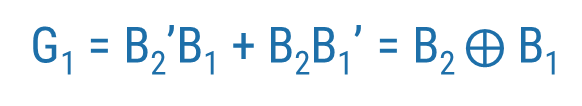 G₁ = B₂’B₁ + B₂B₁’ = B₂ ⊕ B₁